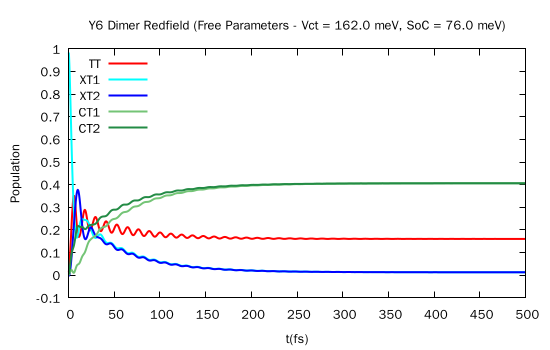 Y6 Dimer Redfield (Free Parameters - Vct = 162.0 meV, SoC = 76.0 meV)
1
0.9
0.8
0.7
0.6
0.5
0.4
0.3
0.2
0.1
0
-0.1
Population
TT
XT1
XT2
CT1
CT2
0 50 100 150 200 250 300 350 400 450 500
t(fs)